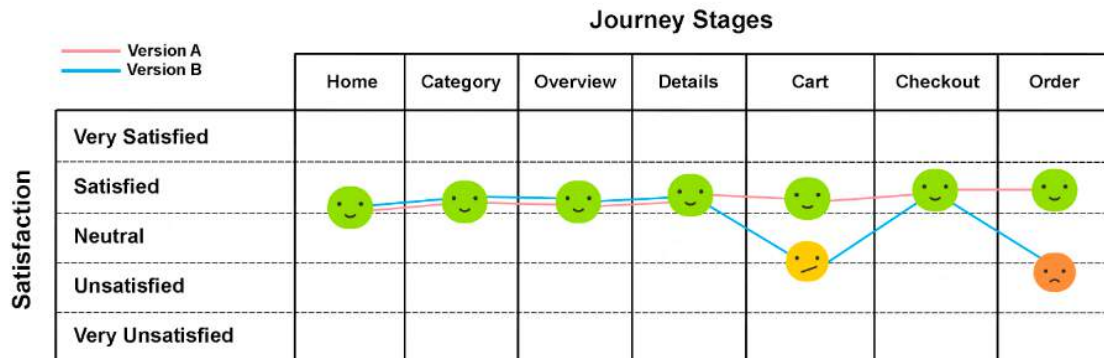 Journey Stages
Version A
Version B
Home Category Overview Details Cart Checkout Order
Satisfaction
Very Satisfied
Satisfied
Neutral
Unsatisfied
Very Unsatisfied